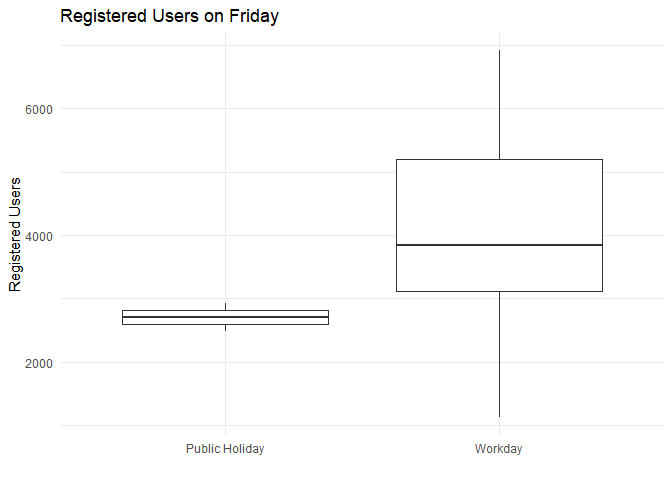 Registered Users on Friday
Registered Users
6000
4000
2000
Public Holiday
Workday